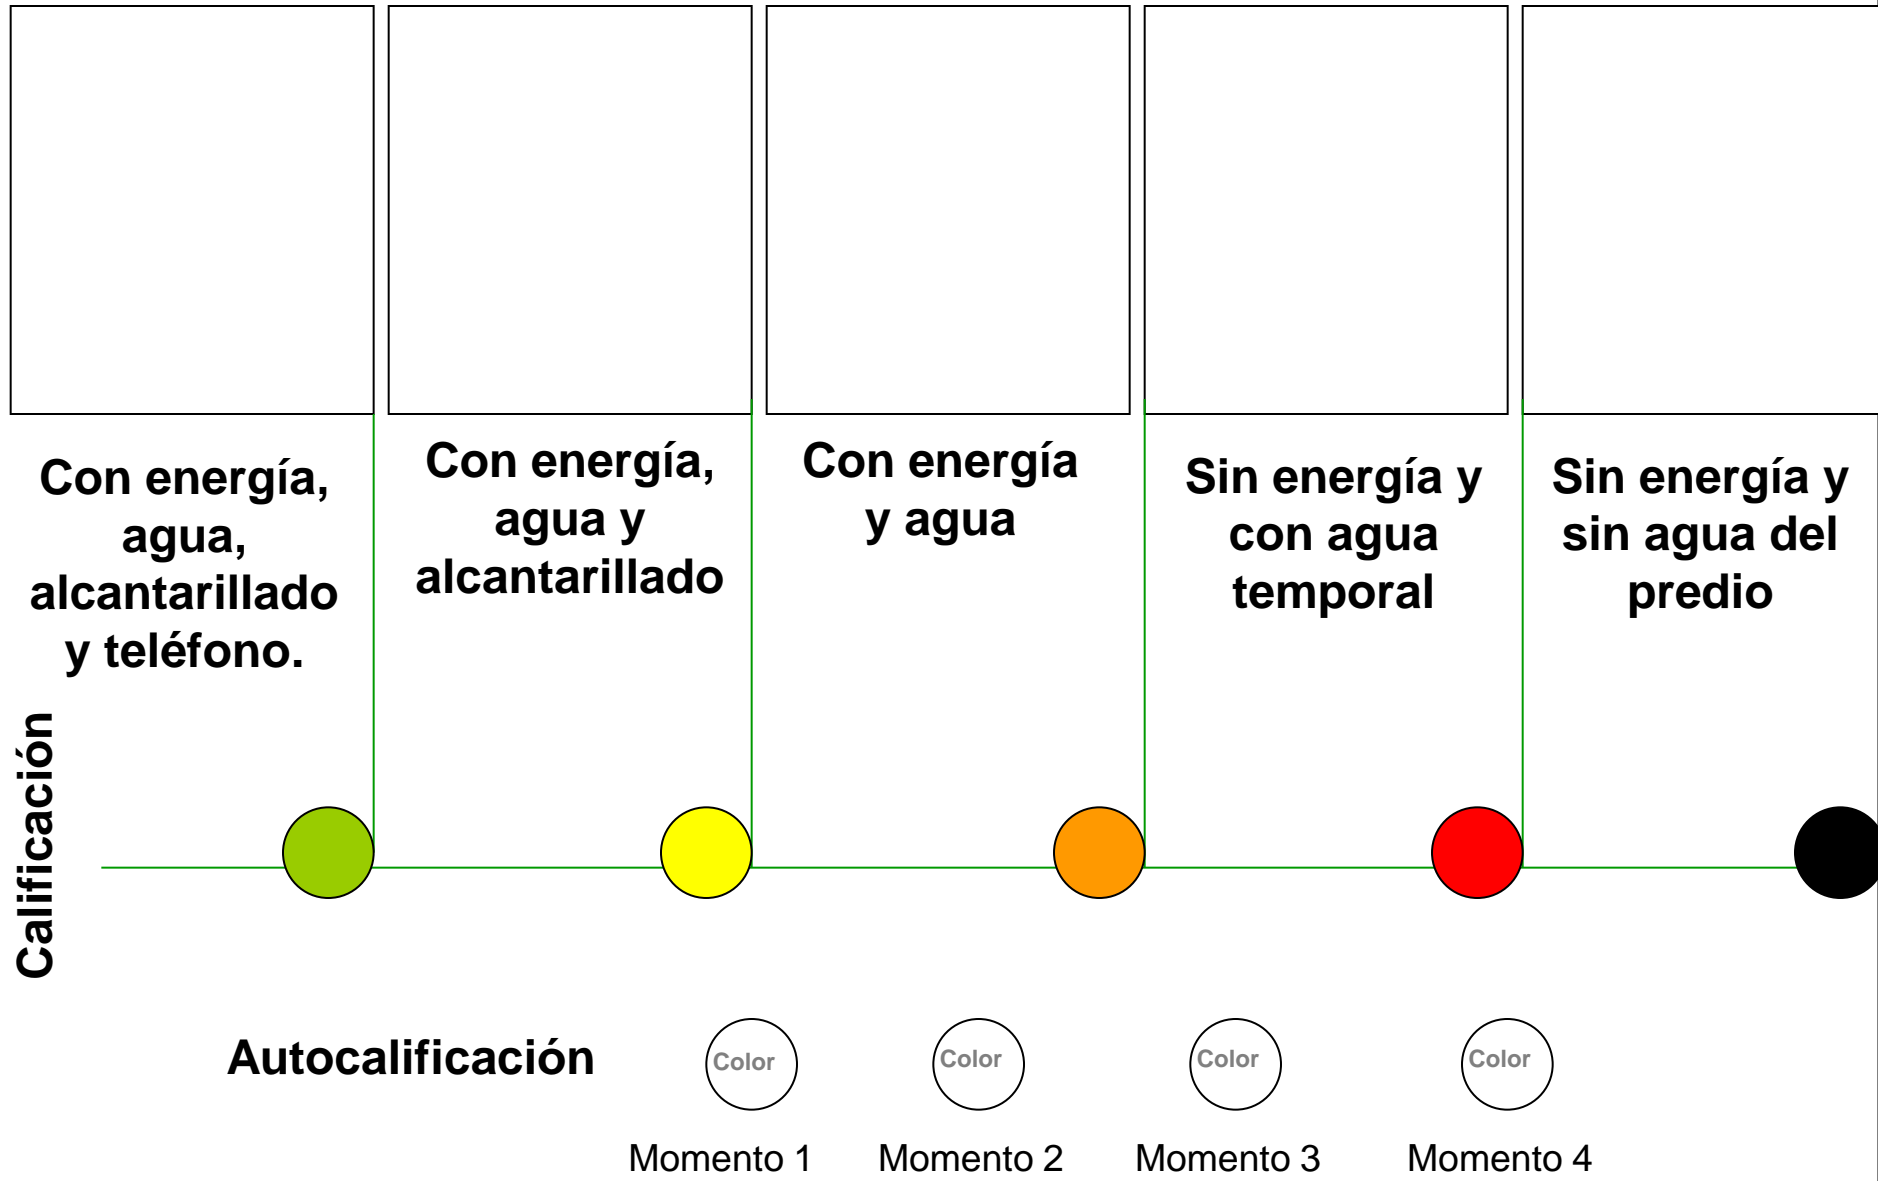 Con energía,
agua,
alcantarillado
y teléfono.
Con energía,
agua y
alcantarillado
Con energía
y agua
Sin energía y
con agua
temporal
Sin energía y
sin agua del
predio
Calificación
Autocalificación
Color
Color
Color
Color
Momento 1
Momento 2
Momento 3
Momento 4